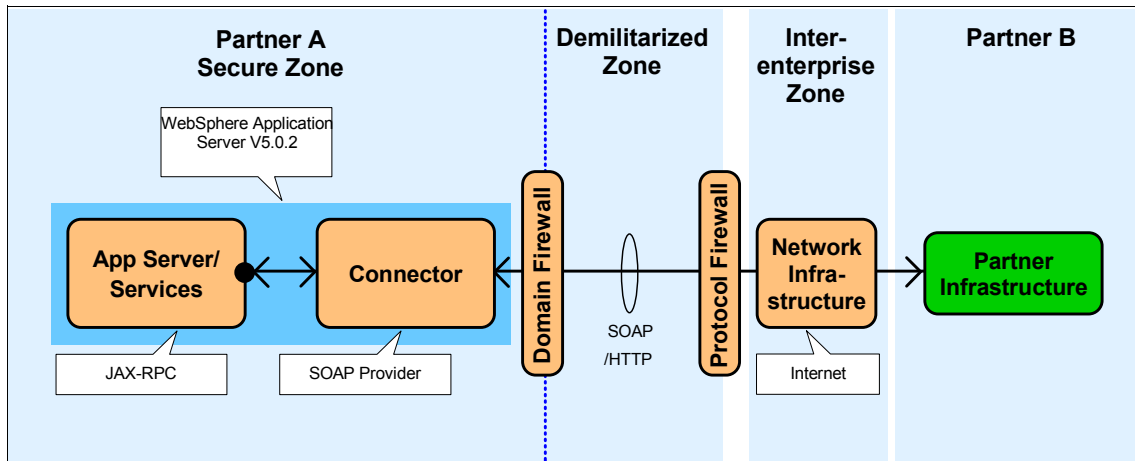 Partner A
Secure Zone
Demilitarized
Zone
Inter-
enterprise
Zone
Partner B
WebSphere Application
Server V5.0.2
App Server/
Services
Connector
Domain Firewall
SOAP
/HTTP
Protocol Firewall
Network
Infra-
structure
Partner
Infrastructure
JAX-RPC
SOAP Provider
Internet